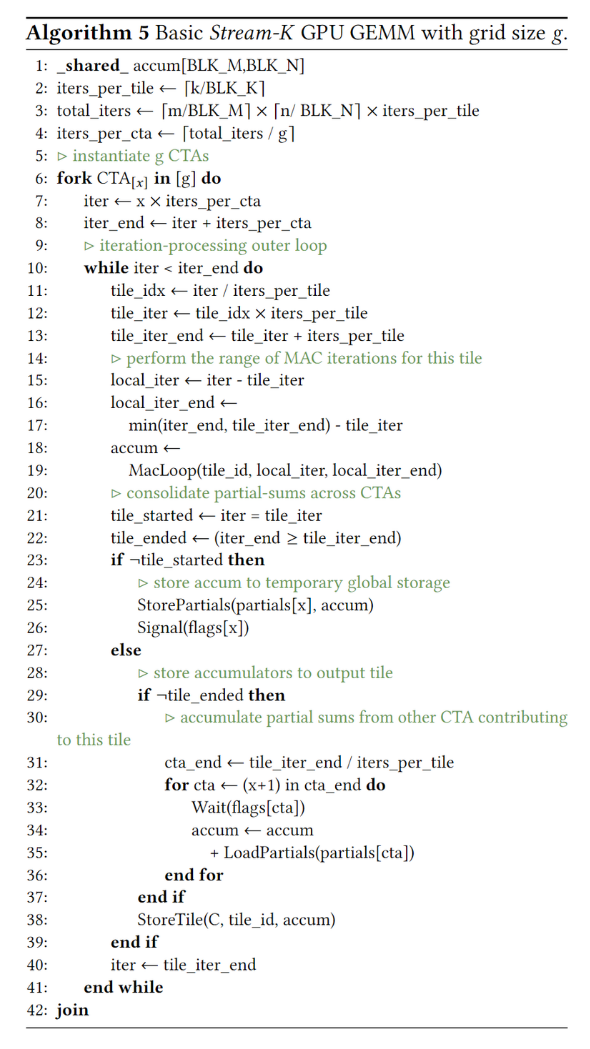 Algorithm 5 Basic Stream-K GPU GEMM with grid size g.
1: _shared_ accum[BLK_M,BLK_N]
2: iters_per_tile ← ⌈k/BLK_K⌉
3: total_iters ← ⌈m/BLK_M⌉ × ⌈n/ BLK_N⌉ × iters_per_tile
4: iters_per_cta ← ⌈total_iters / g⌉
5: ▷ instantiate g CTAs
6: fork CTA[x] in [g] do
7: iter ← x × iters_per_cta
8: iter_end ← iter + iters_per_cta
9: ▷ iteration-processing outer loop
10: while iter < iter_end do
11: tile_idx ← iter / iters_per_tile
12: tile_iter ← tile_idx × iters_per_tile
13: tile_iter_end ← tile_iter + iters_per_tile
14: ▷ perform the range of MAC iterations for this tile
15: local_iter ← iter - tile_iter
16: local_iter_end ←
17: min(iter_end, tile_iter_end) - tile_iter
18: accum ←
19: MacLoop(tile_id, local_iter, local_iter_end)
20: ▷ consolidate partial-sums across CTAs
21: tile_started ← iter = tile_iter
22: tile_ended ← (iter_end ≥ tile_iter_end)
23: if ¬tile_started then
24: ▷ store accum to temporary global storage
25: StorePartials(partials[x], accum)
26: Signal(flags[x])
27: else
28: ▷ store accumulators to output tile
29: if ¬tile_ended then
30: ▷ accumulate partial sums from other CTA contributing
to this tile
31: cta_end ← tile_iter_end / iters_per_tile
32: for cta ← (x+1) in cta_end do
33: Wait(flags[cta])
34: accum ← accum
35: + LoadPartials(partials[cta])
36: end for
37: end if
38: StoreTile(C, tile_id, accum)
39: end if
40: iter ← tile_iter_end
41: end while
42: join